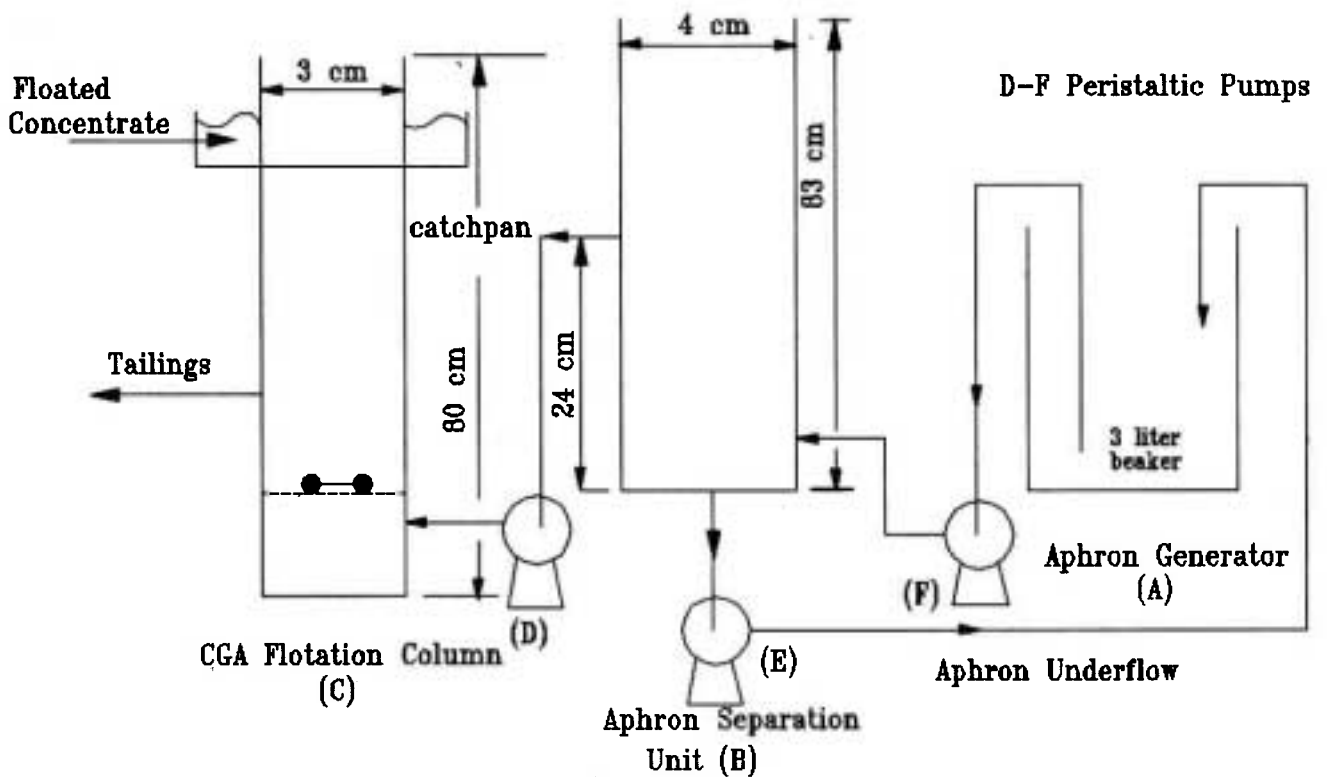 3 cm
4 cm
D-F Peristaltic Pumps
Floated
Concentrate
83 cm
catchpan
Tailings
80 cm
24 cm
3 liter
beaker
Aphron Generator
(A)
(F)
(D)
CGA Flotation Column
(C)
(E)
Aphron Underflow
Aphron Separation
Unit (B)